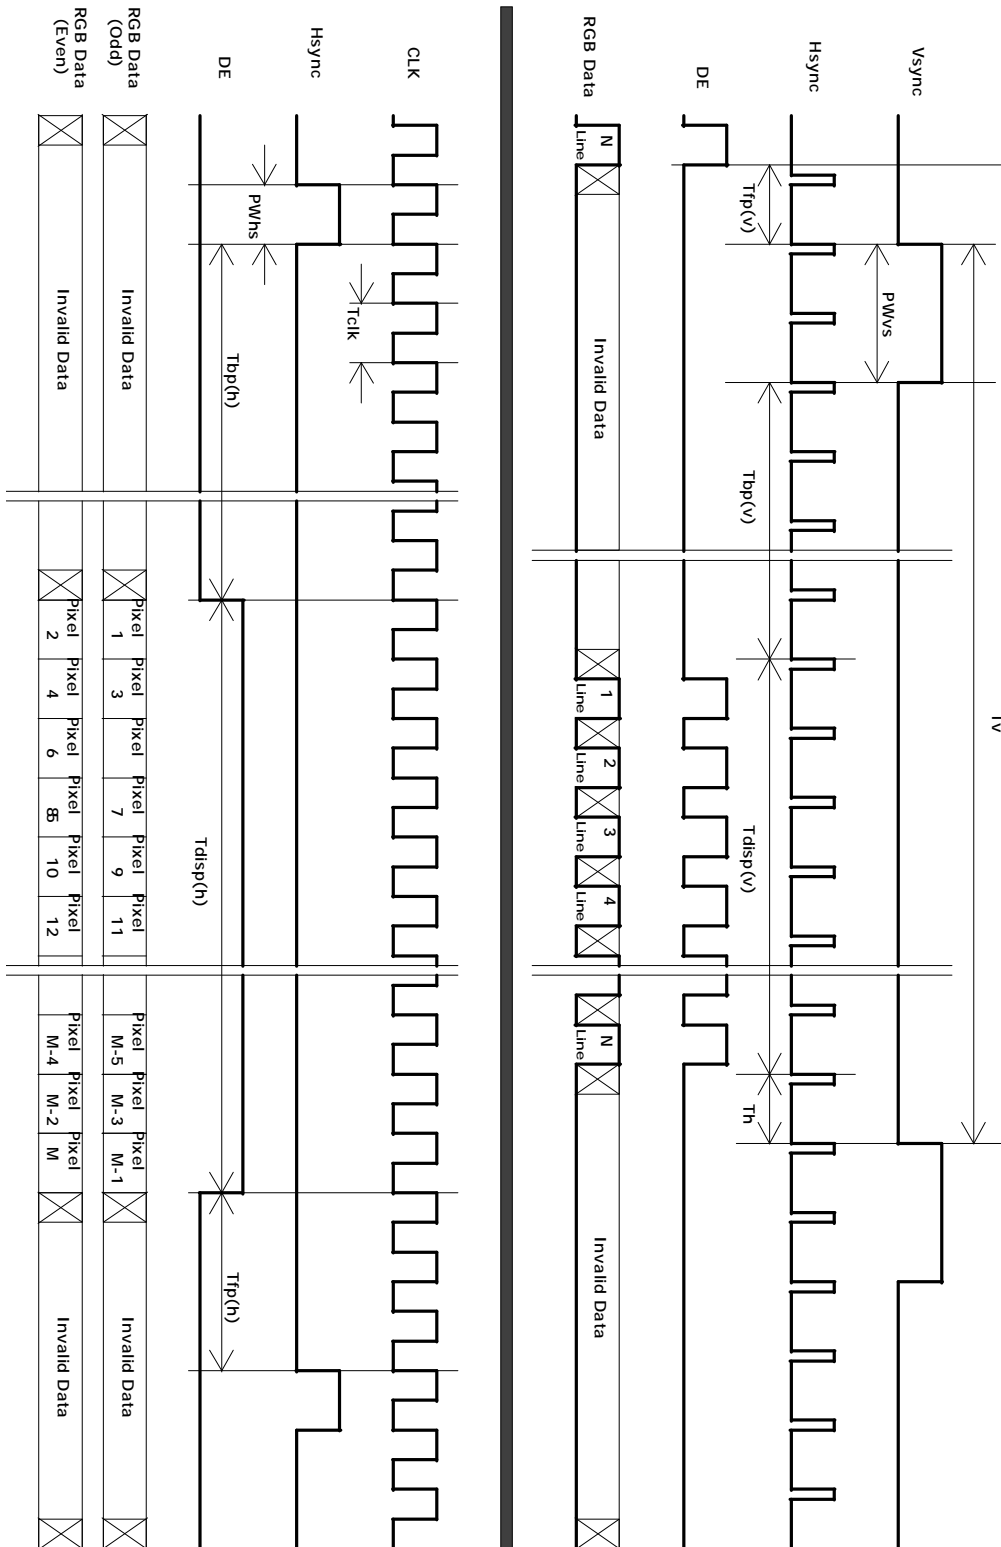 Tv
Vsync
PWvs
Hsync
Tfp(v)
Tbp(v)
Tdisp(v)
Th
DE
RGB Data
Line N
Invalid Data
Line 1
Line 2
Line 3
Line 4
Line N
Invalid Data
CLK
Tclk
Hsync
PWhs
Tbp(h)
DE
Tdisp(h)
Tfp(h)
RGB Data
(Odd)
Invalid Data
Pixel
1
Pixel
3
Pixel
Pixel
7
Pixel
9
Pixel
11
Pixel
M-5
Pixel
M-3
Pixel
M-1
Invalid Data
RGB Data
(Even)
Invalid Data
Pixel
2
Pixel
4
Pixel
6
Pixel
85
Pixel
10
Pixel
12
Pixel
M-4
Pixel
M-2
Pixel
M
Invalid Data